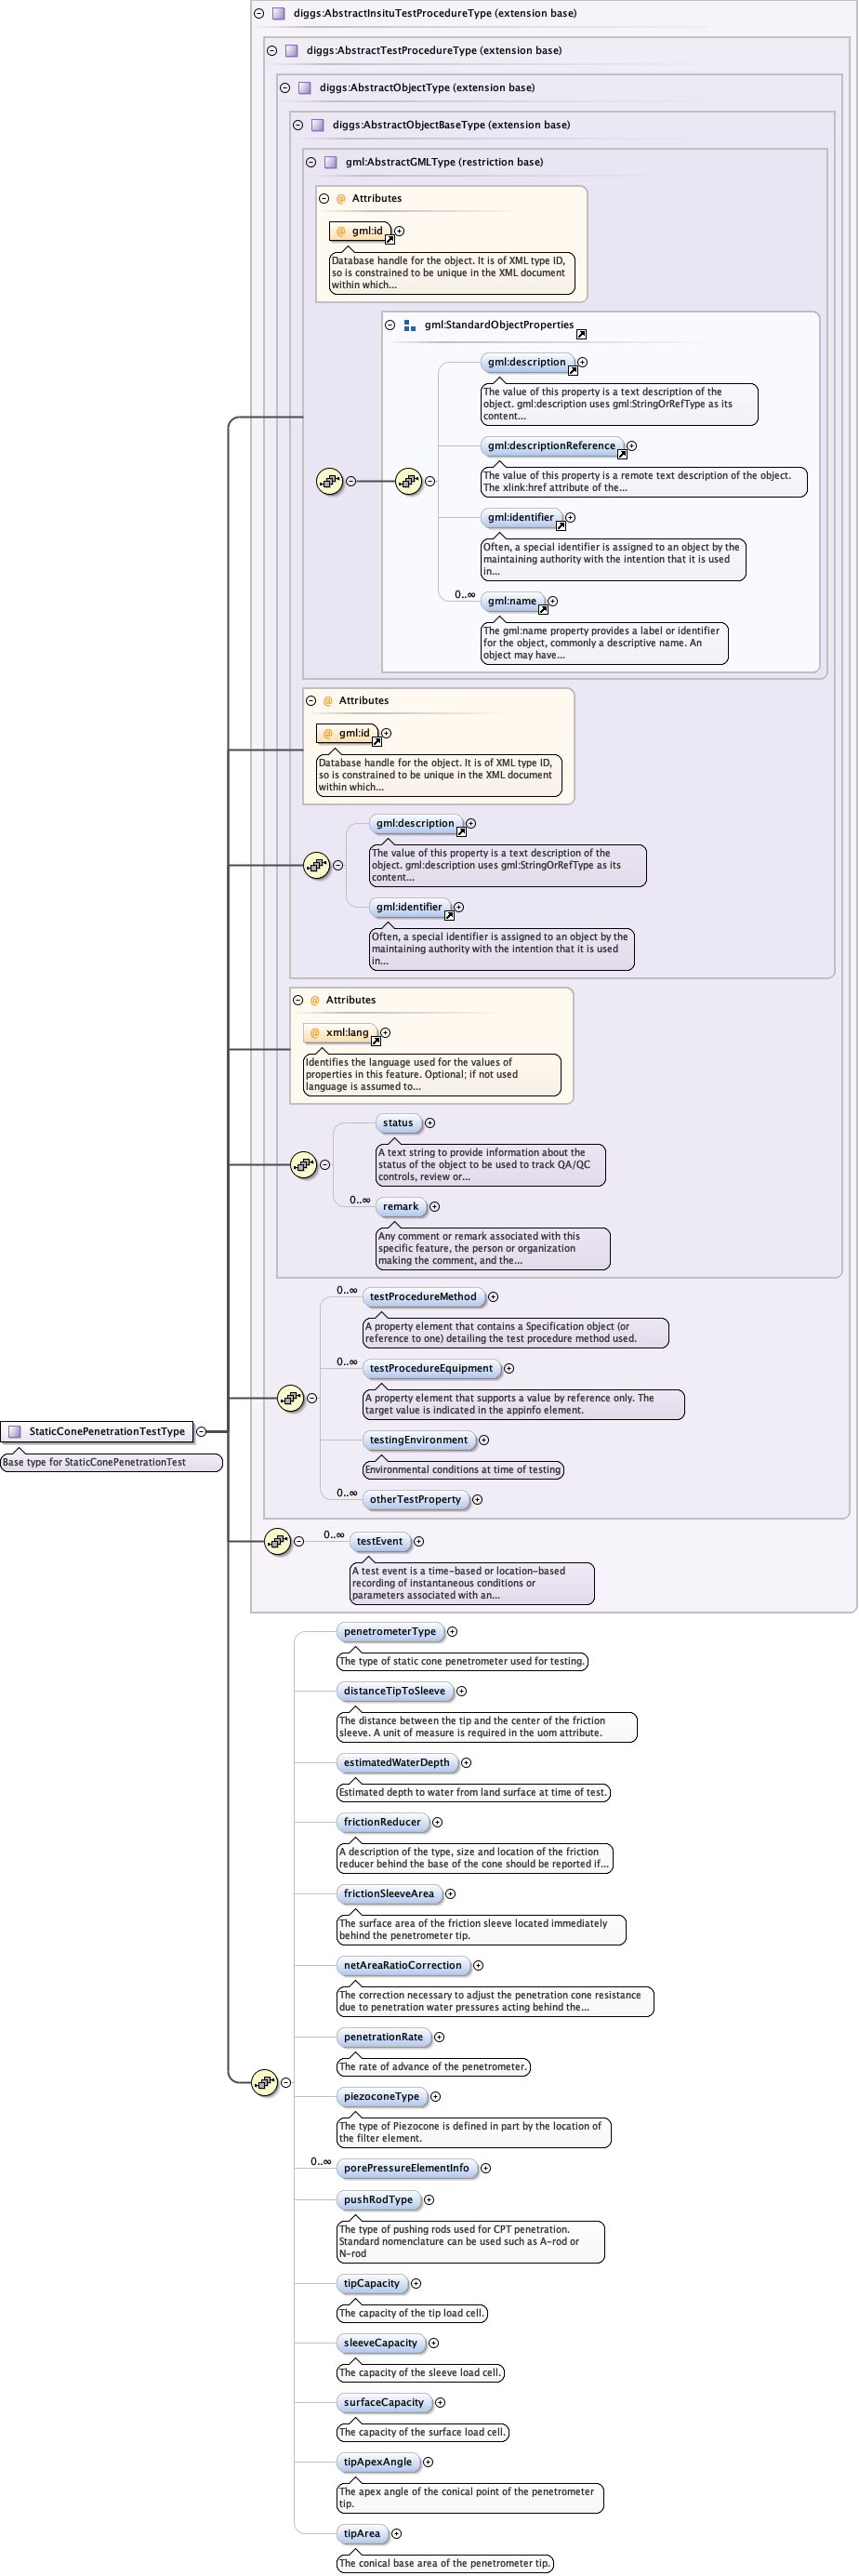 diggs:AbstractInsituTestProcedureType (extension base)
diggs:AbstractTestProcedureType (extension base)
diggs:AbstractObjectType (extension base)
diggs:AbstractObjectBaseType (extension base)
gml:AbstractGMLType (restriction base)
@ Attributes
@ gml:id
Database handle for the object. It is of XML type ID,
so is constrained to be unique in the XML document
within which...
gml:StandardObjectProperties
gml:description
The value of this property is a text description of the
object. gml:description uses gml:StringOrRefType as its
content...
gml:descriptionReference
The value of this property is a remote text description of the object.
The xlink:href attribute of the...
gml:identifier
Often, a special identifier is assigned to an object by the
maintaining authority with the intention that it is used
in...
0..∞
gml:name
The gml:name property provides a label or identifier
for the object, commonly a descriptive name. An
object may have...
@ Attributes
@ gml:id
Database handle for the object. It is of XML type ID,
so is constrained to be unique in the XML document
within which...
gml:description
The value of this property is a text description of the
object. gml:description uses gml:StringOrRefType as its
content...
gml:identifier
Often, a special identifier is assigned to an object by the
maintaining authority with the intention that it is used
in...
@ Attributes
@ xml:lang
Identifies the language used for the values of
properties in this feature. Optional; if not used
language is assumed to...
status
A text string to provide information about the
status of the object to be used to track QA/QC
controls, review or...
0..∞
remark
Any comment or remark associated with this
specific feature, the person or organization
making the comment, and the...
0..∞
testProcedureMethod
A property element that contains a Specification object (or
reference to one) detailing the test procedure method used.
0..∞
testProcedureEquipment
A property element that supports a value by reference only. The
target value is indicated in the appinfo element.
testingEnvironment
Environmental conditions at time of testing
0..∞
otherTestProperty
StaticConePenetrationTestType
Base type for StaticConePenetrationTest
0..∞
testEvent
A test event is a time-based or location-based
recording of instantaneous conditions or
parameters associated with an...
penetrometerType
The type of static cone penetrometer used for testing.
distanceTipToSleeve
The distance between the tip and the center of the friction
sleeve. A unit of measure is required in the uom attribute.
estimatedWaterDepth
Estimated depth to water from land surface at time of test.
frictionReducer
A description of the type, size and location of the friction
reducer behind the base of the cone should be reported if...
frictionSleeveArea
The surface area of the friction sleeve located immediately
behind the penetrometer tip.
netAreaRatioCorrection
The correction necessary to adjust the penetration cone resistance
due to penetration water pressures acting behind the...
penetrationRate
The rate of advance of the penetrometer.
piezoconeType
The type of Piezocone is defined in part by the location of
the filter element.
0..∞
porePressureElementInfo
pushRodType
The type of pushing rods used for CPT penetration.
Standard nomenclature can be used such as A-rod or
N-rod
tipCapacity
The capacity of the tip load cell.
sleeveCapacity
The capacity of the sleeve load cell.
surfaceCapacity
The capacity of the surface load cell.
tipApexAngle
The apex angle of the conical point of the penetrometer
tip.
tipArea
The conical base area of the penetrometer tip.